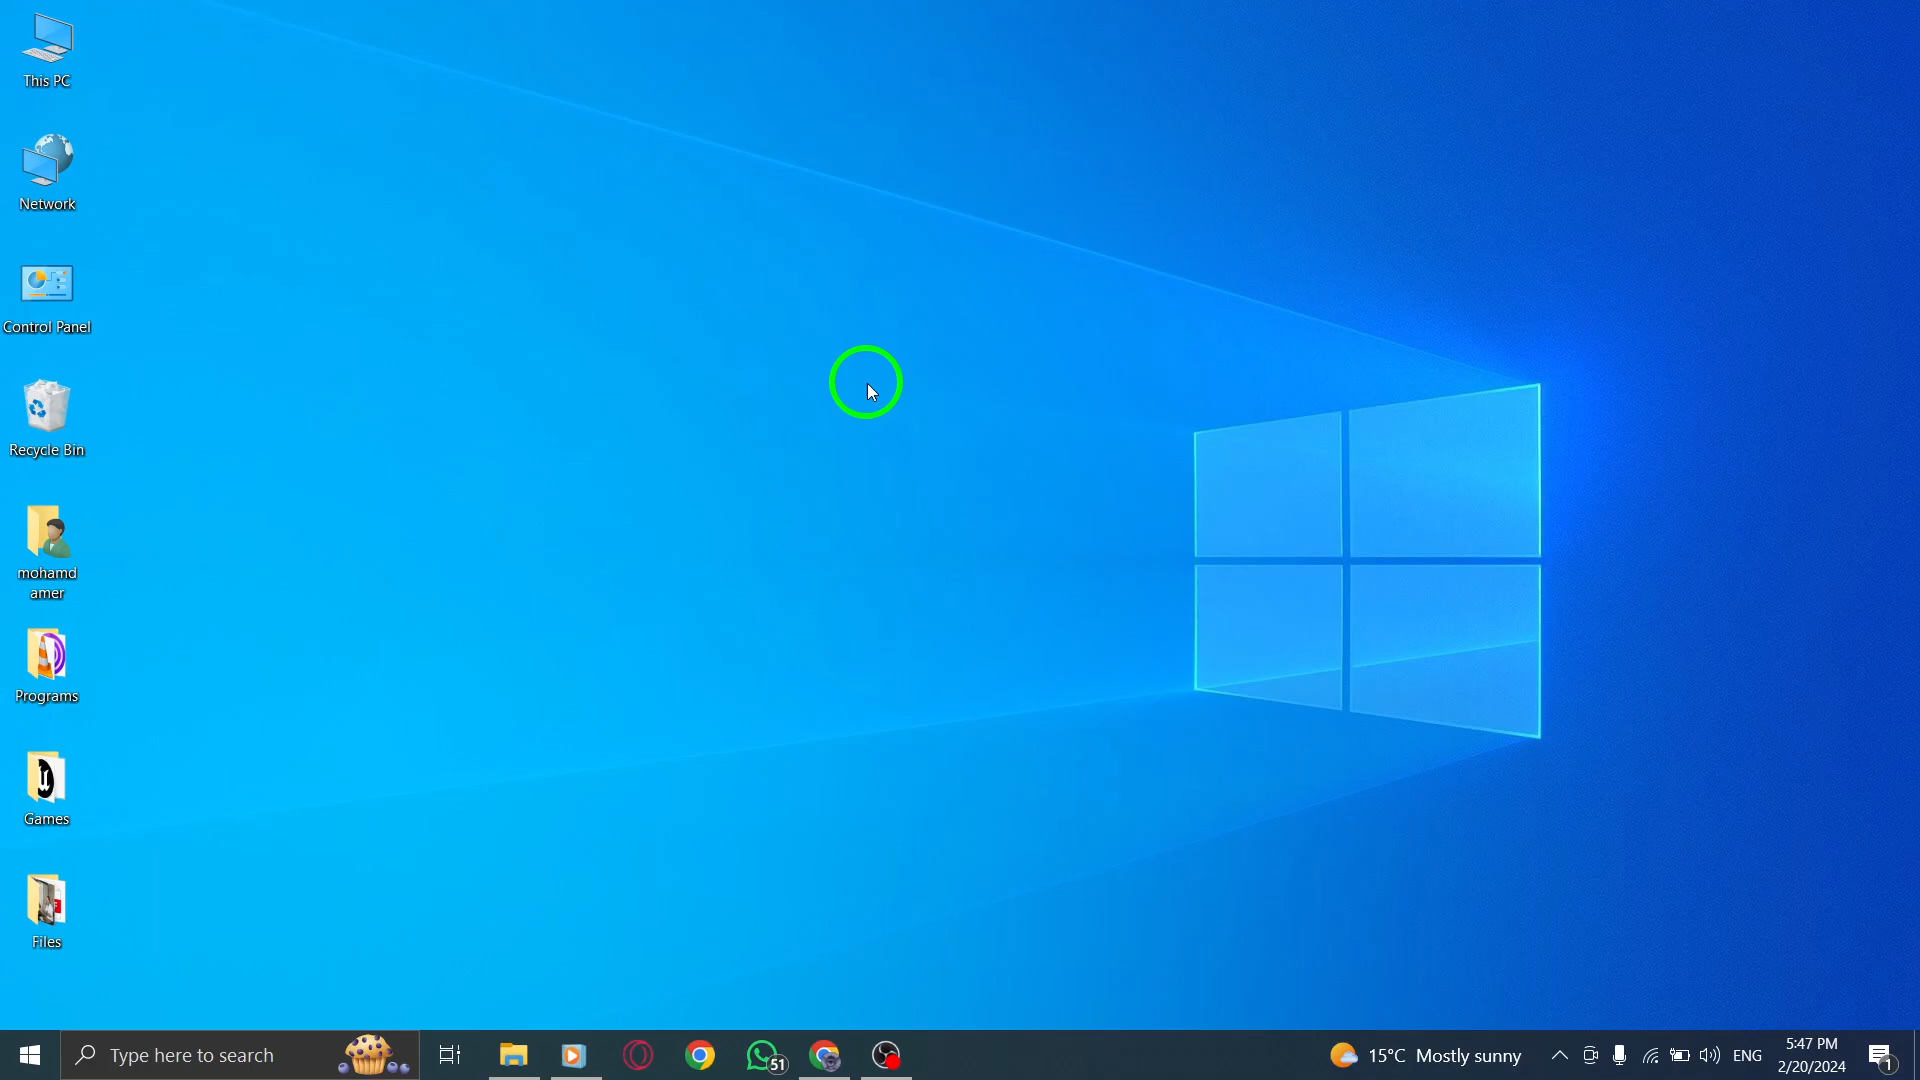 This PC
Network
Control Panel
Recycle Bin
mohamd
amer
Programs
Games
Files
Type here to search
51
15°C Mostly sunny
ENG
5:47 PM
2/20/2024
1